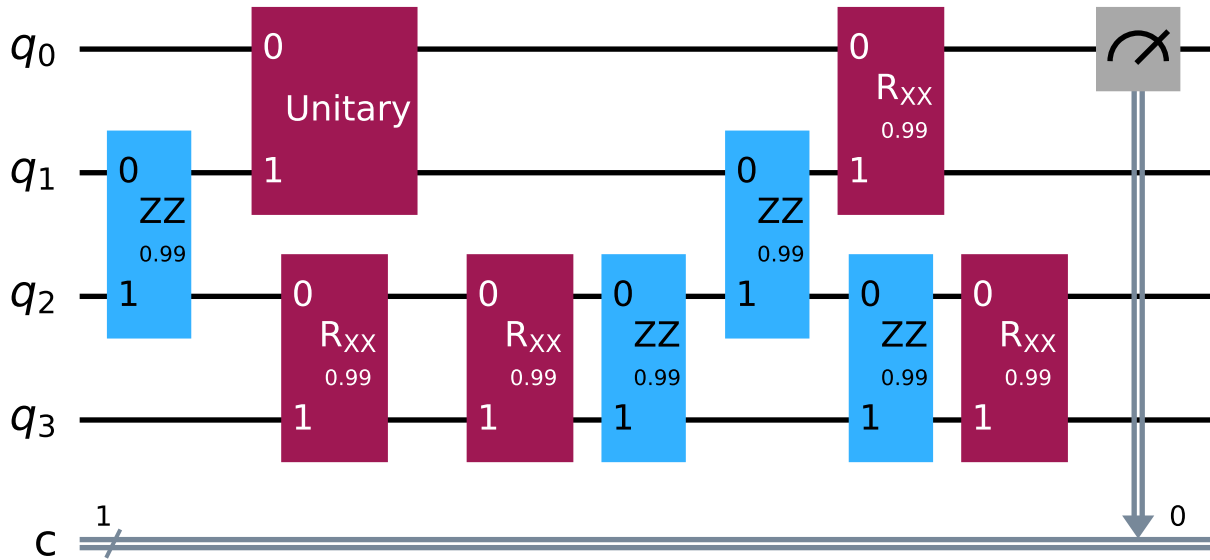 q0 0 0
Unitary RXX
0.99
q1 0 1 0 1
ZZ ZZ
0.99 0.99
q2 1 0 0 0 1 0 0
RXX RXX ZZ ZZ RXX
0.99 0.99 0.99 0.99 0.99
q3 1 1 1 1 1
1 0
c